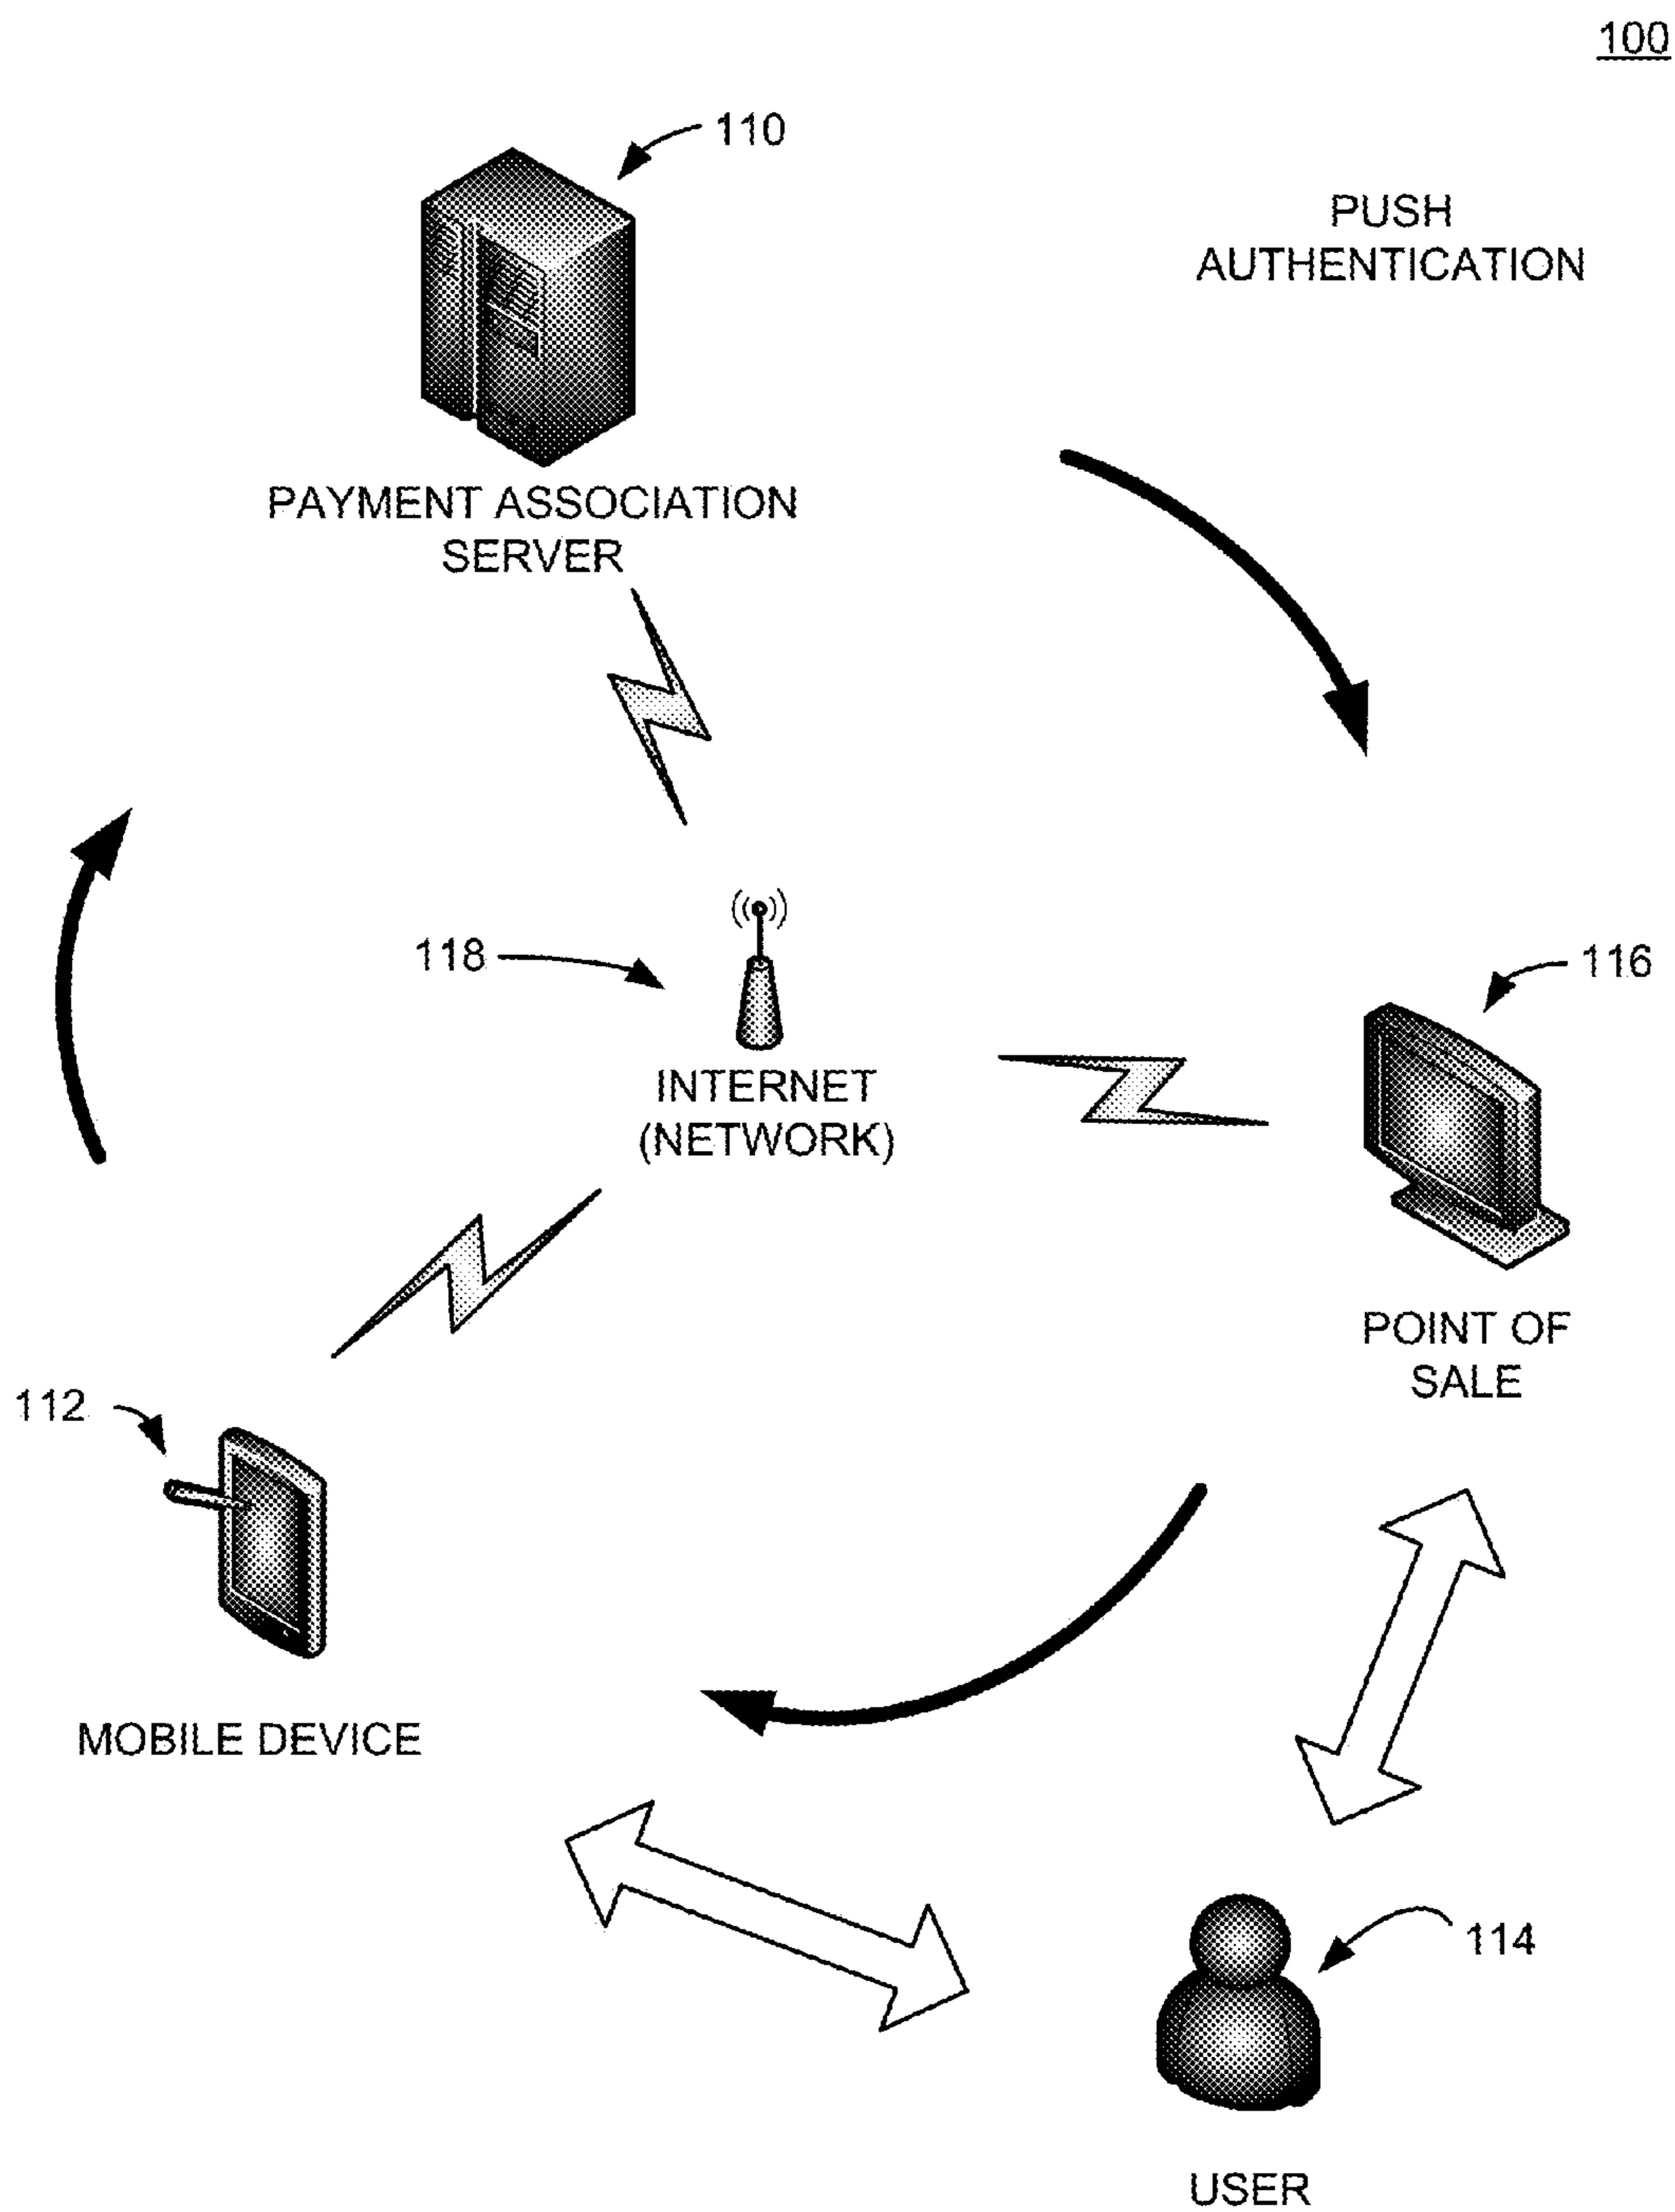 100
110
PUSH
AUTHENTICATION
PAYMENT ASSOCIATION
SERVER
118
116
INTERNET
(NETWORK)
POINT OF
SALE
112
MOBILE DEVICE
114
USER